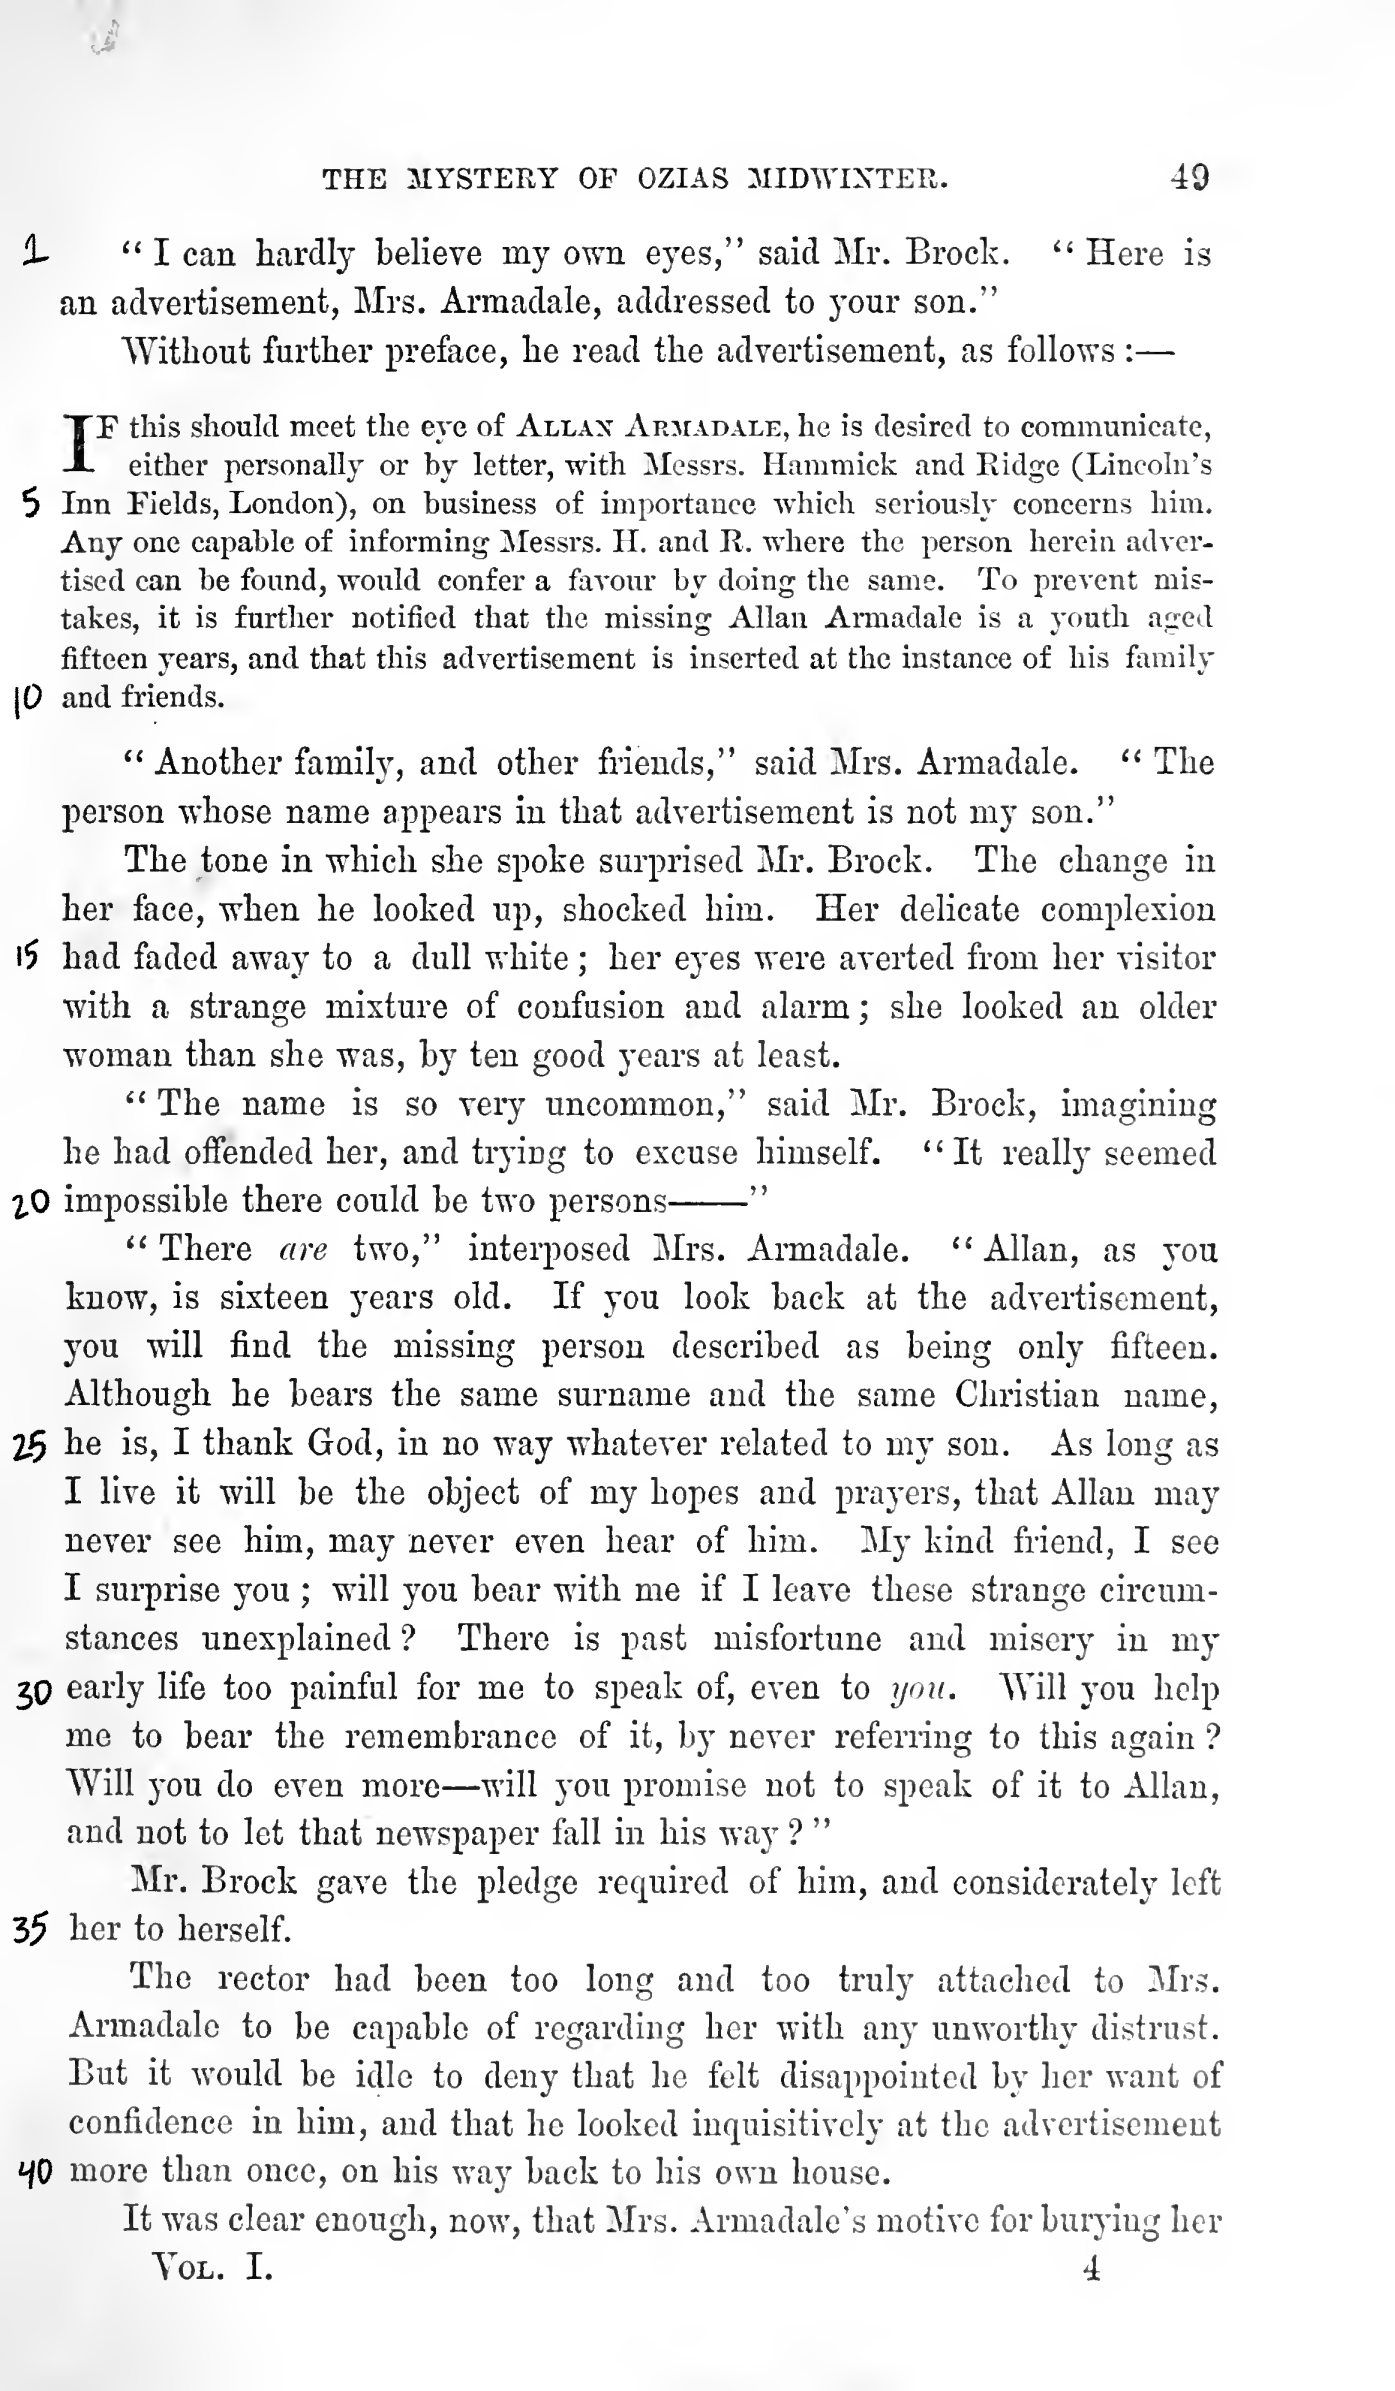 THE MYSTERY OF OZIAS MIDWINTER. 49
1 “ I can hardly believe my own eyes,” said Mr. Brock. “ Here is
an advertisement, Mrs. Armadale, addressed to your son.”
Without further preface, he read the advertisement, as follows :—
IF this should meet the eye of ALLAN ARMADALE, he is desired to communicate,
either personally or by letter, with Messrs. Hammick and Ridge (Lincoln’s
5 Inn Fields, London), on business of importance which seriously concerns him.
Any one capable of informing Messrs. H. and R. where the person herein adver-
tised can be found, would confer a favour by doing the same. To prevent mis-
takes, it is further notified that the missing Allan Armadale is a youth aged
fifteen years, and that this advertisement is inserted at the instance of his family
10 and friends.
“ Another family, and other friends,” said Mrs. Armadale. “ The
person whose name appears in that advertisement is not my son.”
The tone in which she spoke surprised Mr. Brock. The change in
her face, when he looked up, shocked him. Her delicate complexion
15 had faded away to a dull white ; her eyes were averted from her visitor
with a strange mixture of confusion and alarm ; she looked an older
woman than she was, by ten good years at least.
“ The name is so very uncommon,” said Mr. Brock, imagining
he had offended her, and trying to excuse himself. “ It really seemed
20 impossible there could be two persons——”
“ There are two,” interposed Mrs. Armadale. “ Allan, as you
know, is sixteen years old. If you look back at the advertisement,
you will find the missing person described as being only fifteen.
Although he bears the same surname and the same Christian name,
25 he is, I thank God, in no way whatever related to my son. As long as
I live it will be the object of my hopes and prayers, that Allan may
never see him, may never even hear of him. My kind friend, I see
I surprise you ; will you bear with me if I leave these strange circum-
stances unexplained ? There is past misfortune and misery in my
30 early life too painful for me to speak of, even to you. Will you help
me to bear the remembrance of it, by never referring to this again ?
Will you do even more—will you promise not to speak of it to Allan,
and not to let that newspaper fall in his way ? ”
Mr. Brock gave the pledge required of him, and considerately left
35 her to herself.
The rector had been too long and too truly attached to Mrs.
Armadale to be capable of regarding her with any unworthy distrust.
But it would be idle to deny that he felt disappointed by her want of
confidence in him, and that he looked inquisitively at the advertisement
40 more than once, on his way back to his own house.
It was clear enough, now, that Mrs. Armadale’s motive for burying her
VOL. I. 4